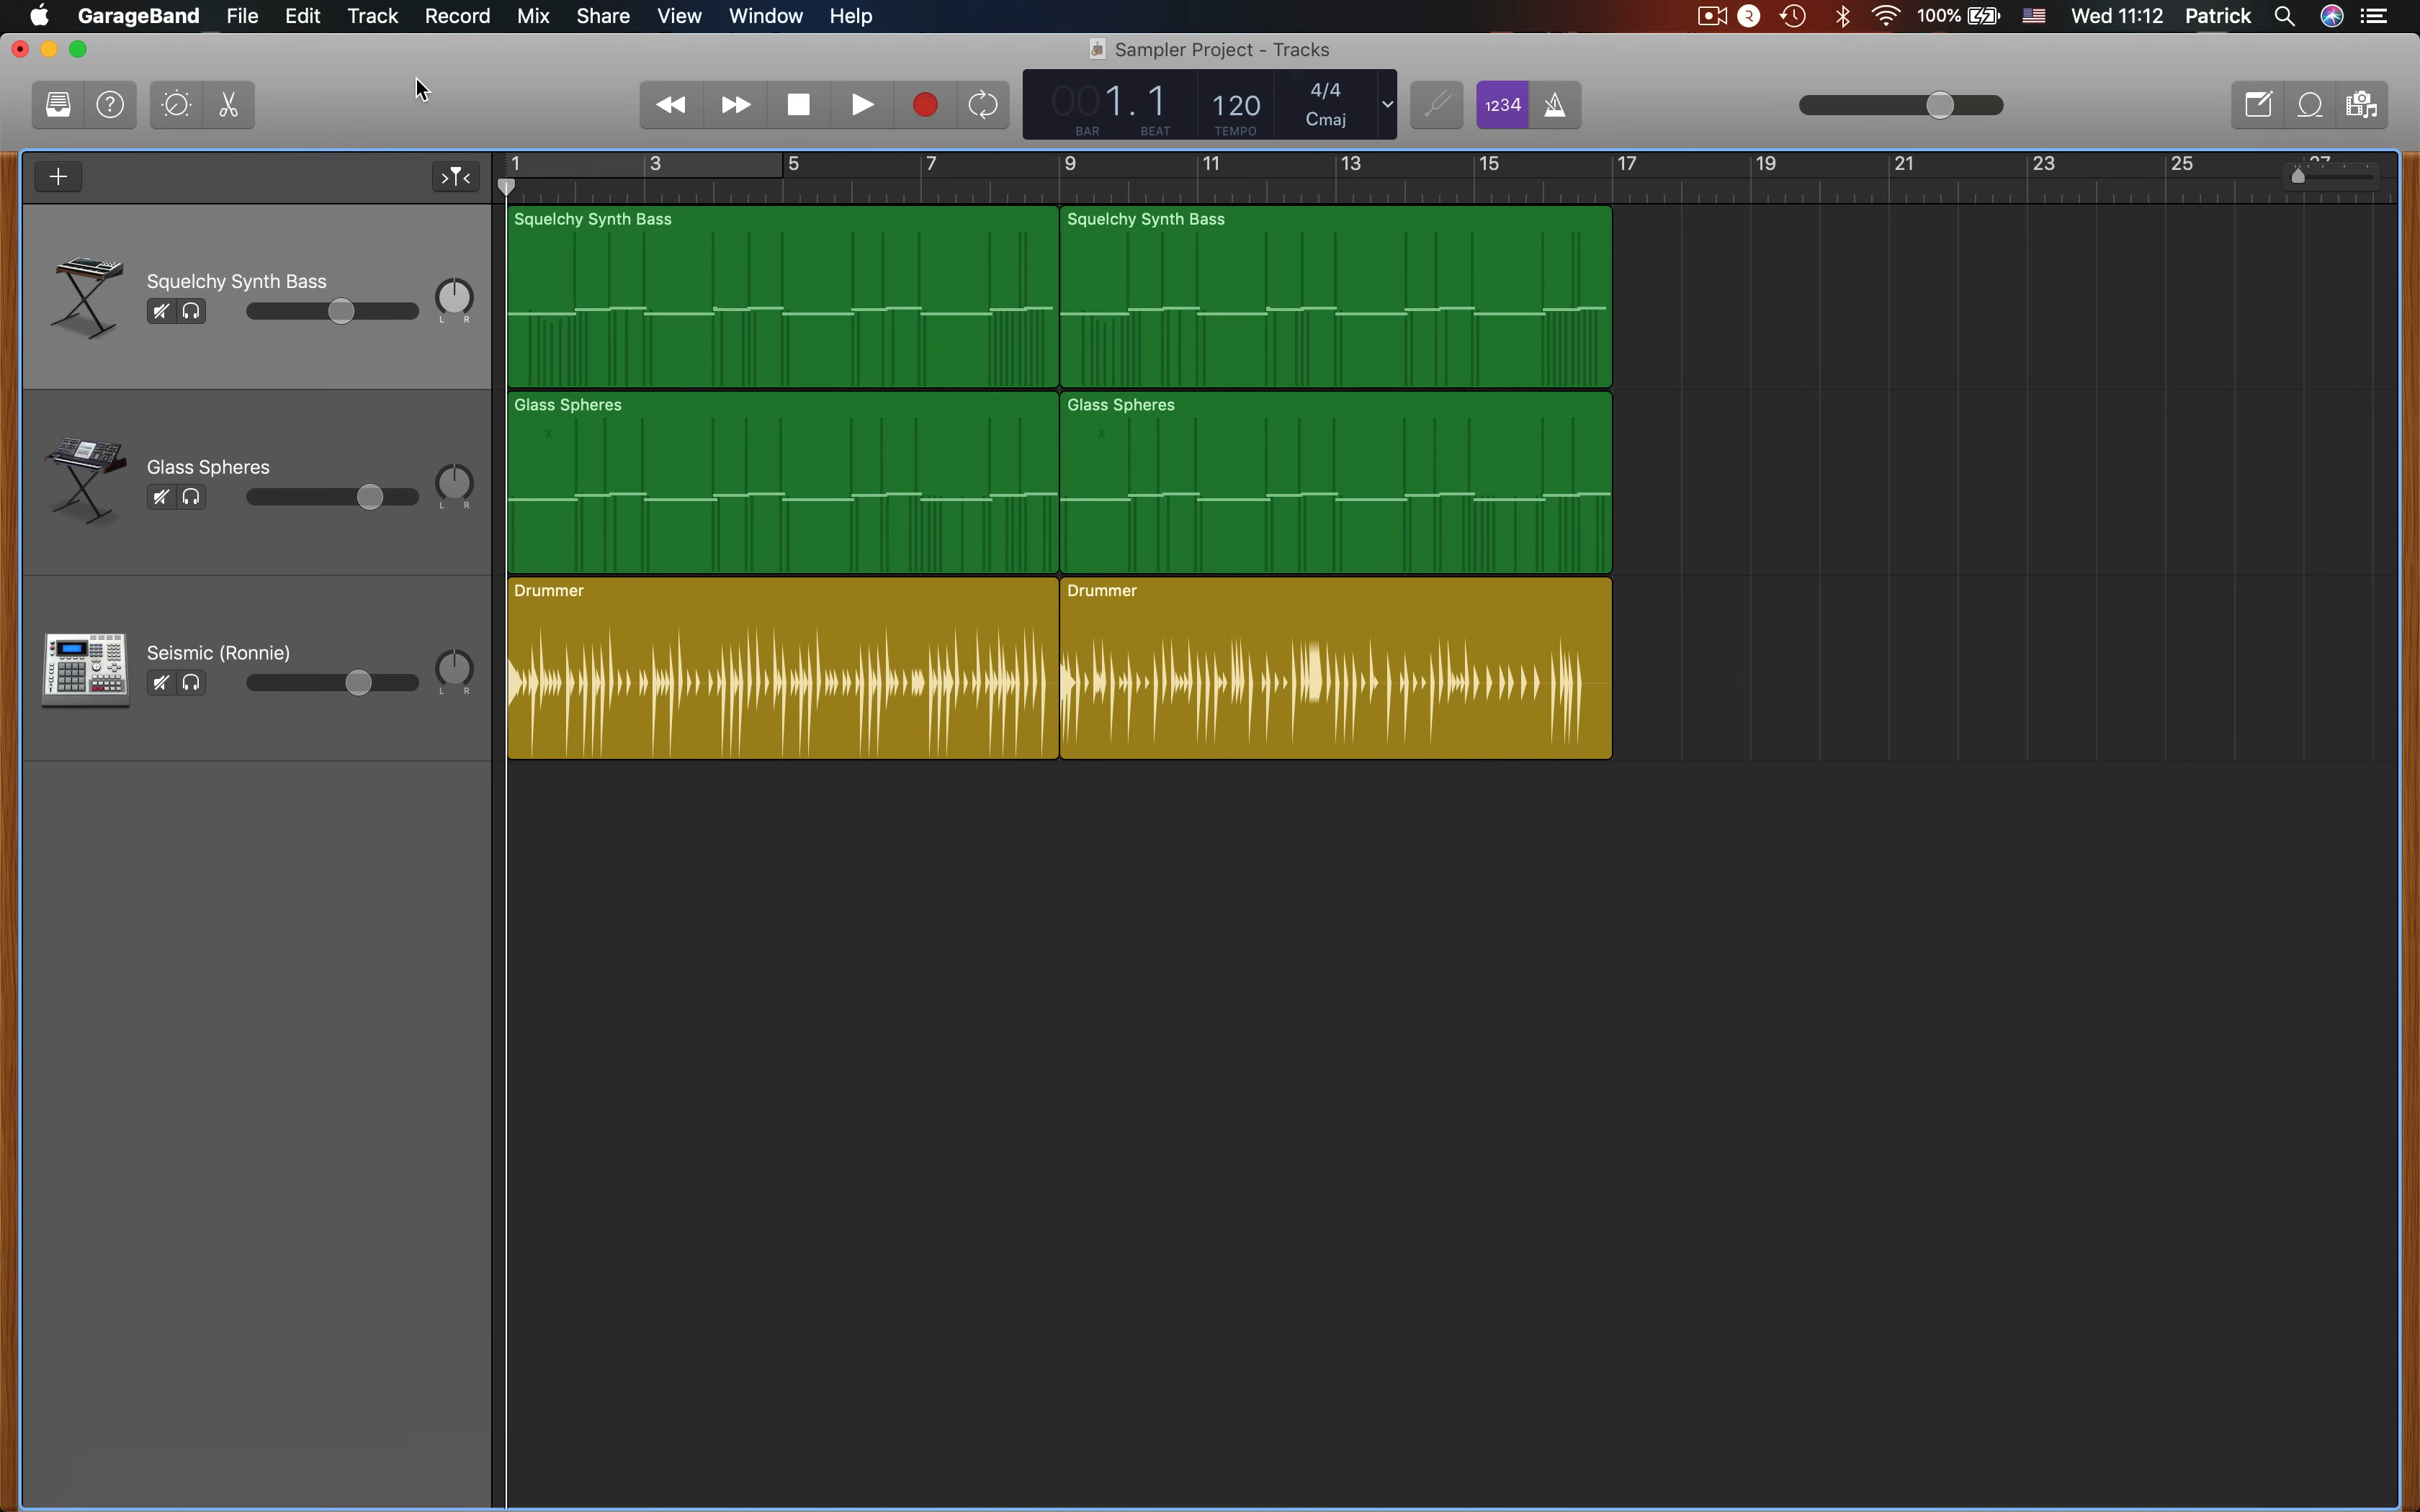 GarageBand File Edit Track Record Mix Share View Window Help 100% Wed 11:12 Patrick
Sampler Project - Tracks
001. 1 120 4/4 Cmaj
BAR BEAT TEMPO
1234
1 3 5 7 9 11 13 15 17 19 21 23 25 27
Squelchy Synth Bass Squelchy Synth Bass
Squelchy Synth Bass
L R
Glass Spheres Glass Spheres
x x
Glass Spheres
L R
Drummer Drummer
Seismic (Ronnie)
L R